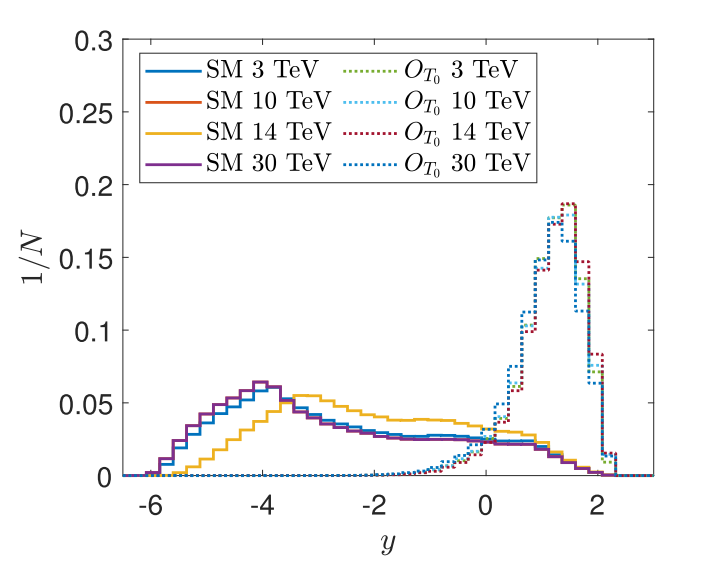 0.3
0.25
0.2
0.15
0.1
0.05
0
1/N
SM 3 TeV
SM 10 TeV
SM 14 TeV
SM 30 TeV
O_{T_0} 3 TeV
O_{T_0} 10 TeV
O_{T_0} 14 TeV
O_{T_0} 30 TeV
-6 -4 -2 0 2
y